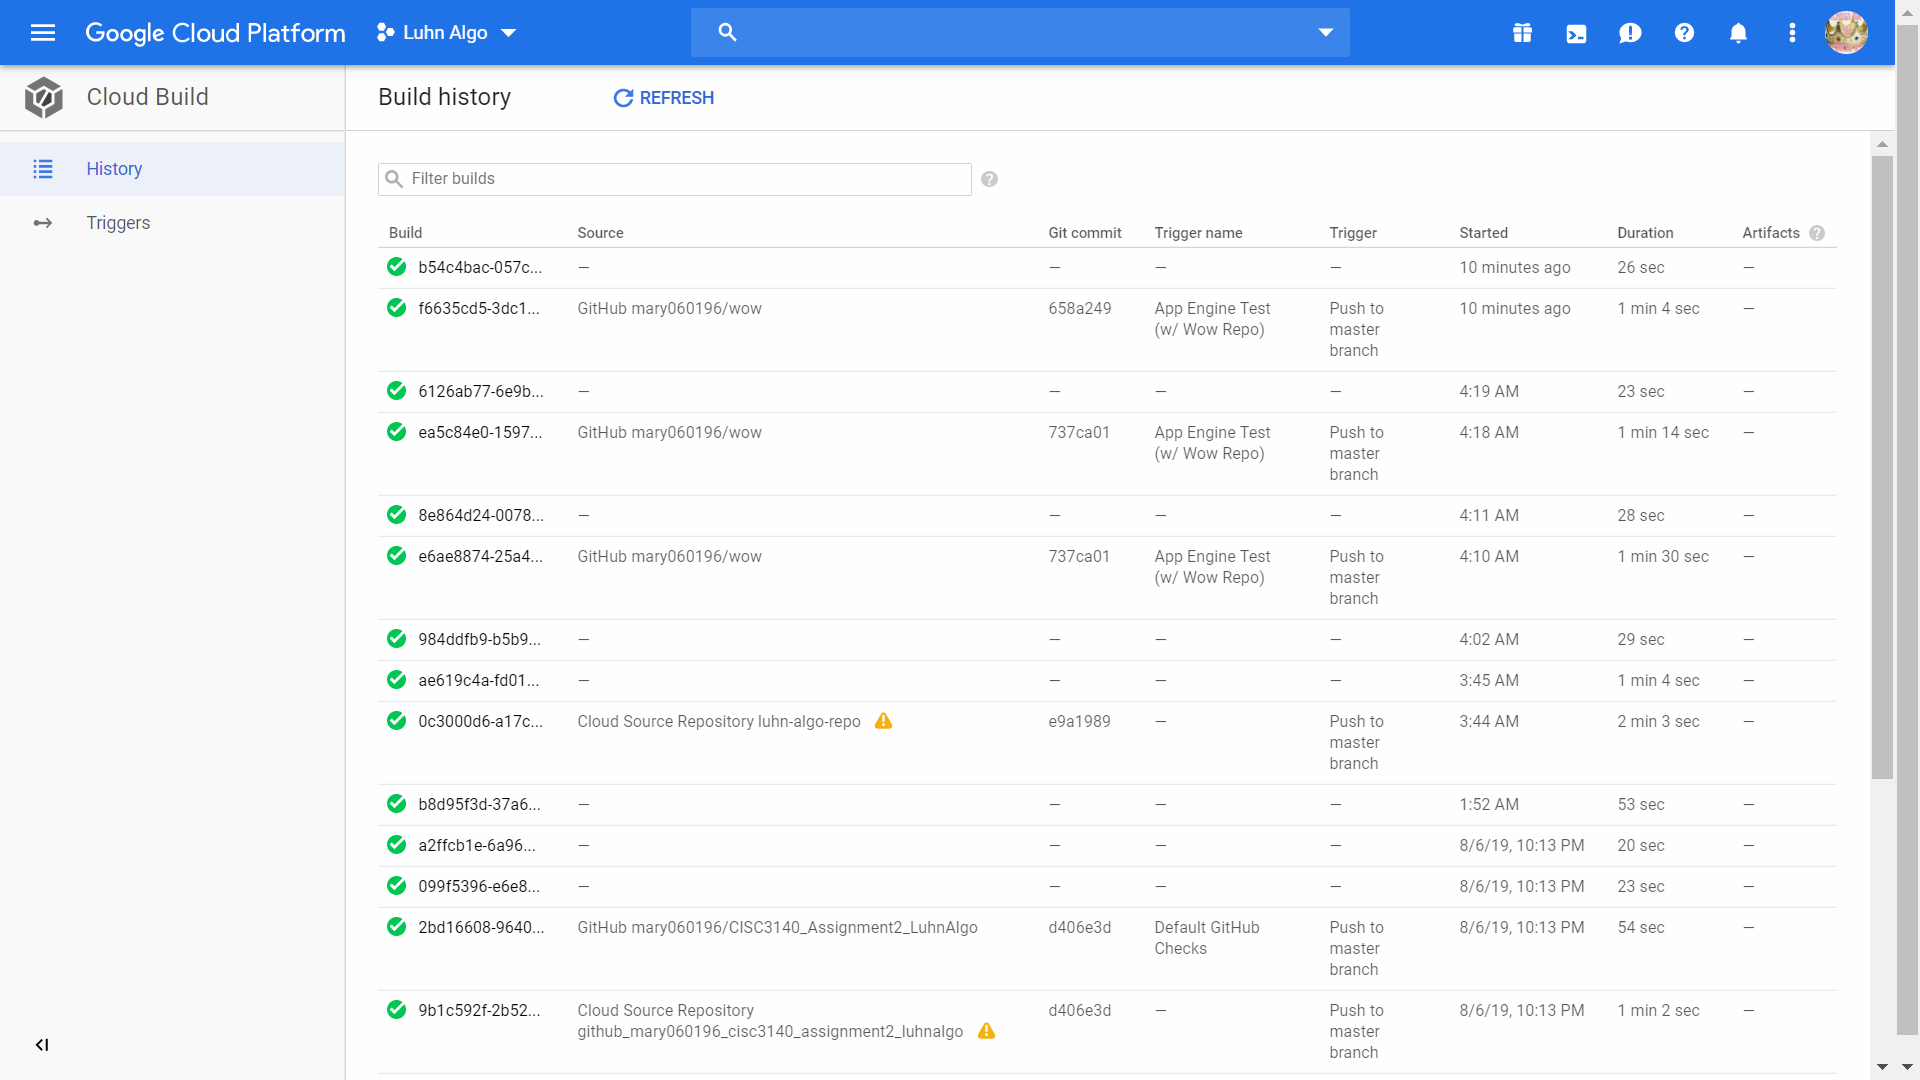 Google Cloud Platform Luhn Algo
Cloud Build
Build history REFRESH
History
Triggers
Filter builds
Build Source Git commit Trigger name Trigger Started Duration Artifacts
b54c4bac-057c... — — — — 10 minutes ago 26 sec —
f6635cd5-3dc1... GitHub mary060196/wow 658a249 App Engine Test Push to 10 minutes ago 1 min 4 sec —
(w/ Wow Repo) master
branch
6126ab77-6e9b... — — — — 4:19 AM 23 sec —
ea5c84e0-1597... GitHub mary060196/wow 737ca01 App Engine Test Push to 4:18 AM 1 min 14 sec —
(w/ Wow Repo) master
branch
8e864d24-0078... — — — — 4:11 AM 28 sec —
e6ae8874-25a4... GitHub mary060196/wow 737ca01 App Engine Test Push to 4:10 AM 1 min 30 sec —
(w/ Wow Repo) master
branch
984ddfb9-b5b9... — — — — 4:02 AM 29 sec —
ae619c4a-fd01... — — — — 3:45 AM 1 min 4 sec —
0c3000d6-a17c... Cloud Source Repository luhn-algo-repo e9a1989 — Push to 3:44 AM 2 min 3 sec —
master
branch
b8d95f3d-37a6... — — — — 1:52 AM 53 sec —
a2ffcb1e-6a96... — — — — 8/6/19, 10:13 PM 20 sec —
099f5396-e6e8... — — — — 8/6/19, 10:13 PM 23 sec —
2bd16608-9640... GitHub mary060196/CISC3140_Assignment2_LuhnAlgo d406e3d Default GitHub Push to 8/6/19, 10:13 PM 54 sec —
Checks master
branch
9b1c592f-2b52... Cloud Source Repository d406e3d — Push to 8/6/19, 10:13 PM 1 min 2 sec —
github_mary060196_cisc3140_assignment2_luhnalgo master
branch